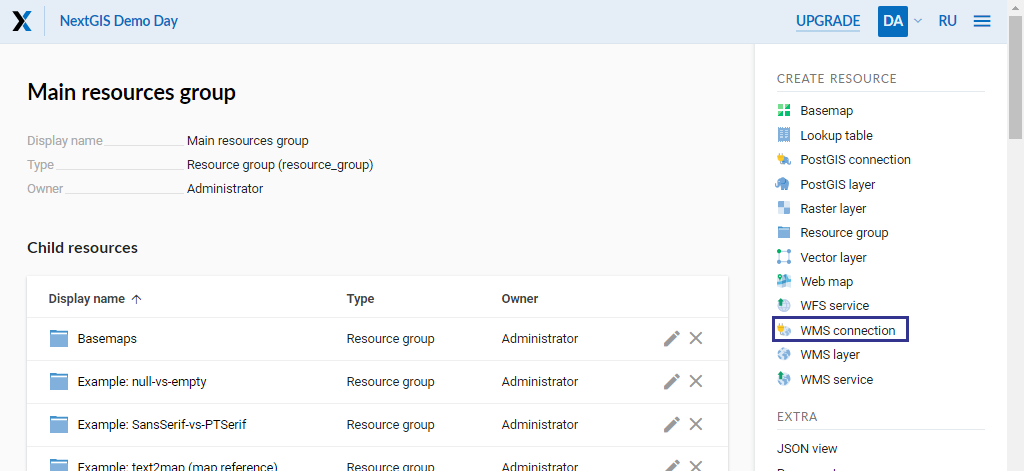 NextGIS Demo Day
UPGRADE
DA
RU
Main resources group
Display name Main resources group
Type Resource group (resource_group)
Owner Administrator
Child resources
Display name Type Owner
Basemaps Resource group Administrator
Example: null-vs-empty Resource group Administrator
Example: SansSerif-vs-PTSerif Resource group Administrator
Example: text2map (map reference) Resource group Administrator
CREATE RESOURCE
Basemap
Lookup table
PostGIS connection
PostGIS layer
Raster layer
Resource group
Vector layer
Web map
WFS service
WMS connection
WMS layer
WMS service
EXTRA
JSON view